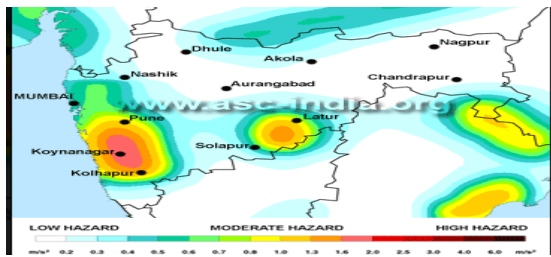 Dhule
Nagpur
Akola
Nashik
Chandrapur
Aurangabad
MUMBAI
www.asc-india.org
Pune
Latur
Koynanagar
Solapur
Kolhapur
LOW HAZARD MODERATE HAZARD HIGH HAZARD
m/s² 0.2 0.3 0.4 0.5 0.6 0.7 0.8 1.0 1.3 1.6 2.0 2.5 3.0 4.0 6.0 m/s²